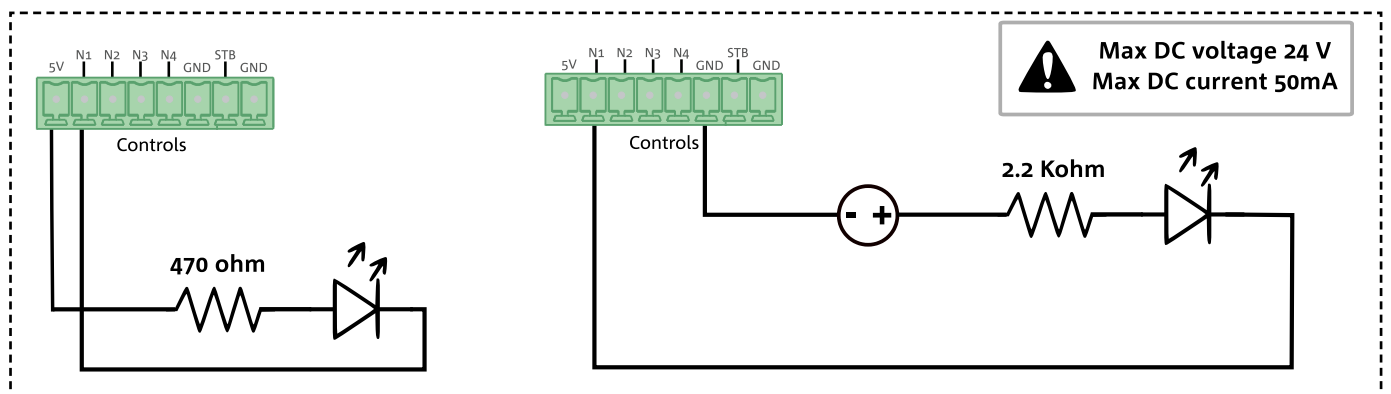 5V N1 N2 N3 N4 GND STB GND
Controls
470 ohm
5V N1 N2 N3 N4 GND STB GND
Controls
- +
2.2 Kohm
! Max DC voltage 24 V
Max DC current 50mA